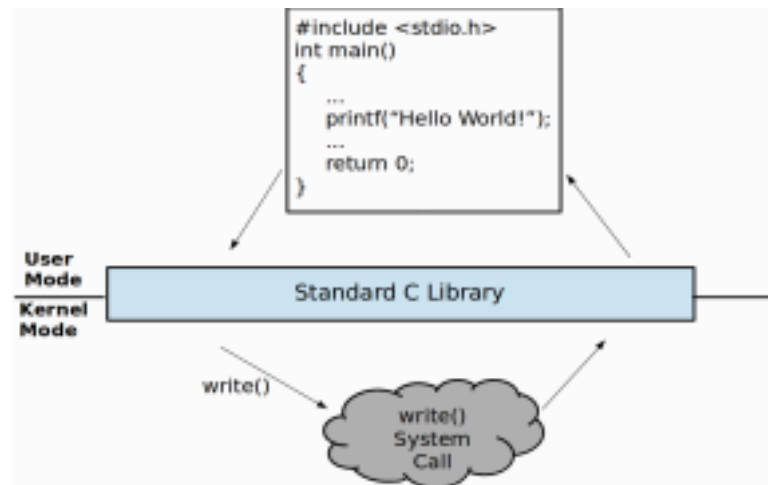 #include <stdio.h>
int main()
{
...
printf("Hello World!");
...
return 0;
}
User
Mode
Standard C Library
Kernel
Mode
write()
write()
System
Call